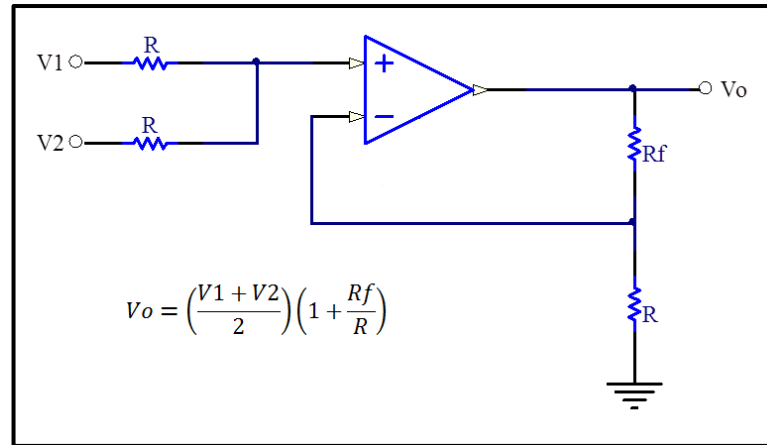 R
V1
+
Vo
R
V2
−
Rf
Vo = ((V1 + V2)/2)(1 + Rf/R)
R